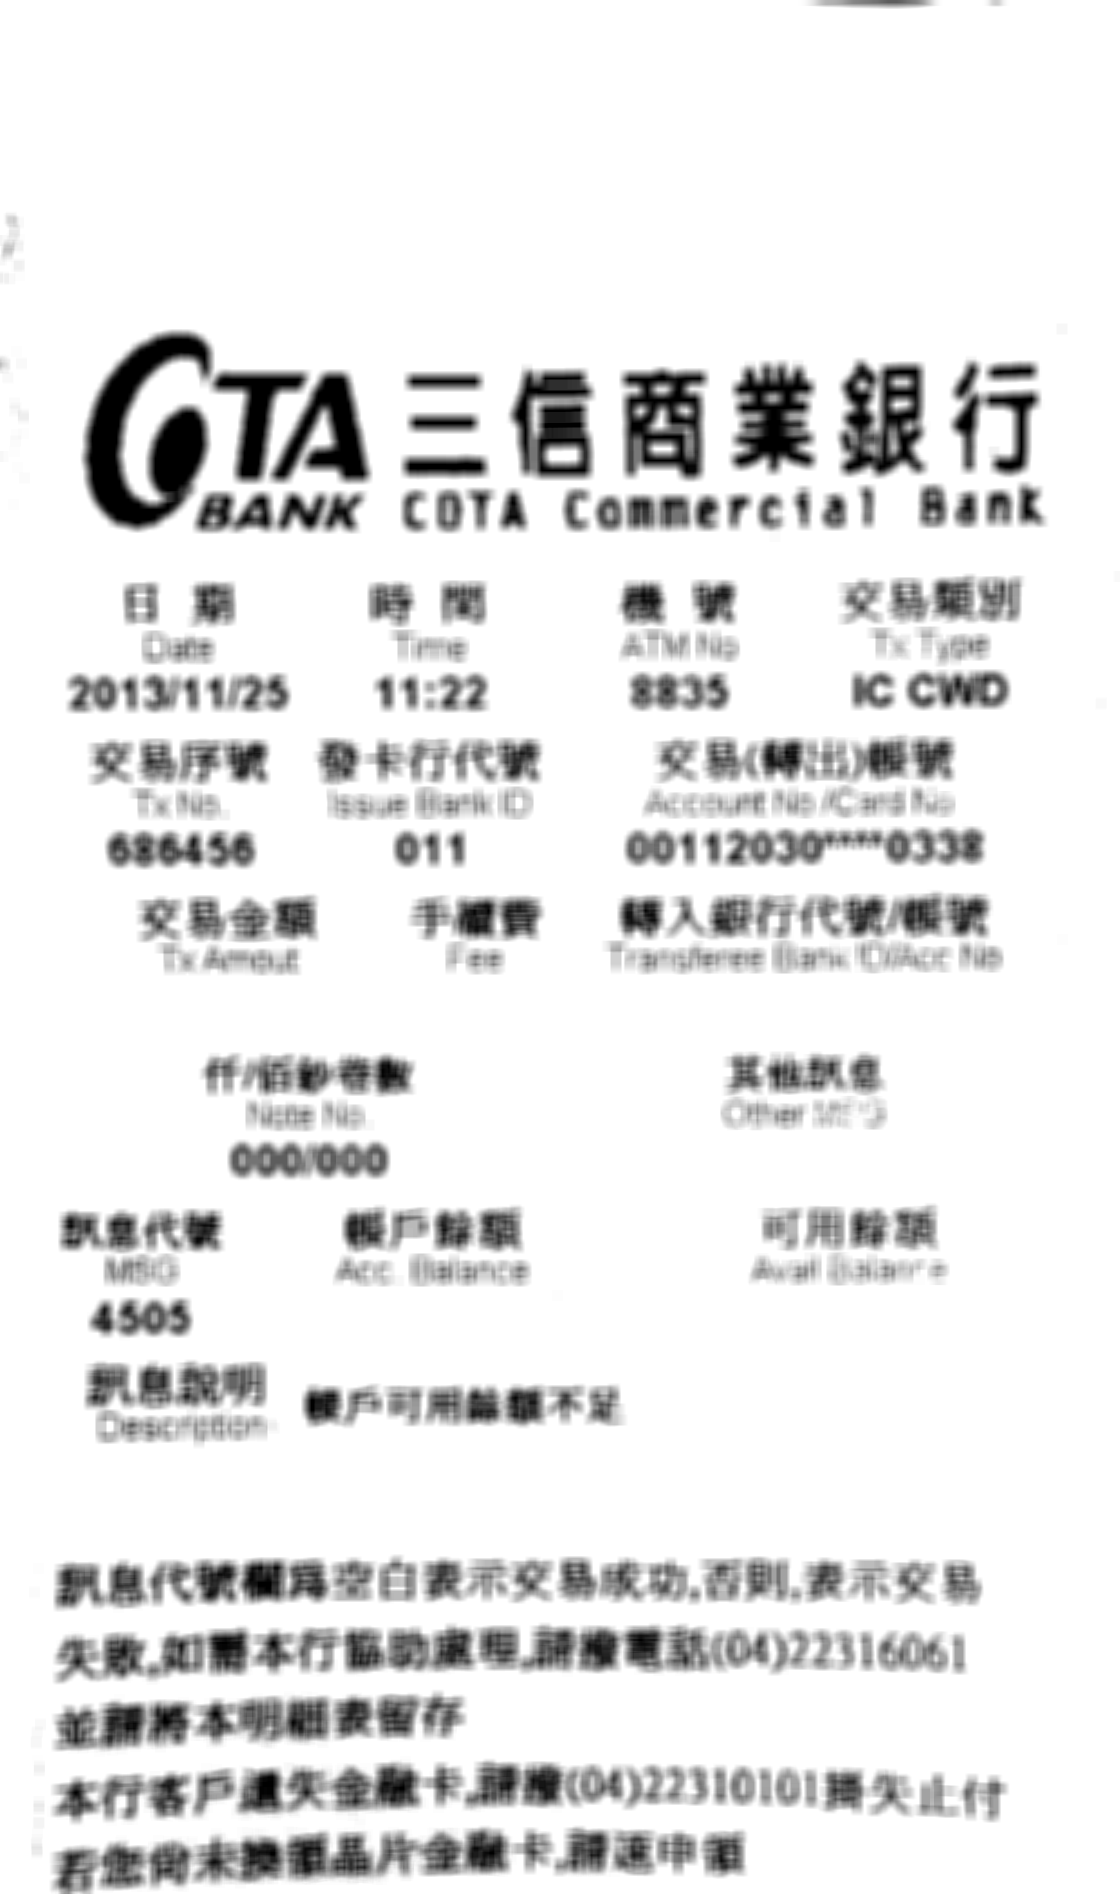 COTA BANK 三信商業銀行
COTA Commercial Bank
日期 時間 機號 交易類別
Date Time ATM No Tx Type
2013/11/25 11:22 8835 IC CWD
交易序號 發卡行代號 交易(轉出)帳號
Tx No. Issue Bank ID Account No/Card No
686456 011 00112030****0338
交易金額 手續費 轉入銀行代號/帳號
Tx Amout Fee Transferee Bank ID/Acc No
仟/佰鈔卷數 其他訊息
Note No. Other MSG
000/000
訊息代號 帳戶餘額 可用餘額
MSG Acc. Balance Avail Balance
4505
訊息說明 帳戶可用餘額不足
Description
訊息代號欄為空白表示交易成功,否則,表示交易
失敗,如需本行協助處理,請撥電話(04)22316061
並請將本明細表留存
本行客戶遺失金融卡,請撥(04)22310101掛失止付
若您尚未換領晶片金融卡,請速申領